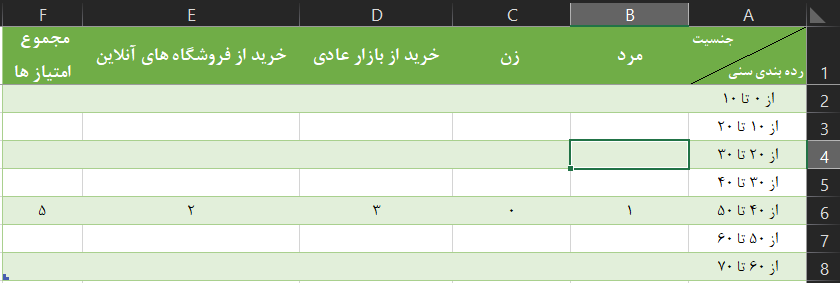 A B C D E F
1 جنسیت رده بندی سنی مرد زن خرید از بازار عادی خرید از فروشگاه های آنلاین مجموع امتیاز ها
2 از ۰ تا ۱۰
3 از ۱۰ تا ۲۰
4 از ۲۰ تا ۳۰
5 از ۳۰ تا ۴۰
6 از ۴۰ تا ۵۰ ۱ ۰ ۳ ۲ ۵
7 از ۵۰ تا ۶۰
8 از ۶۰ تا ۷۰